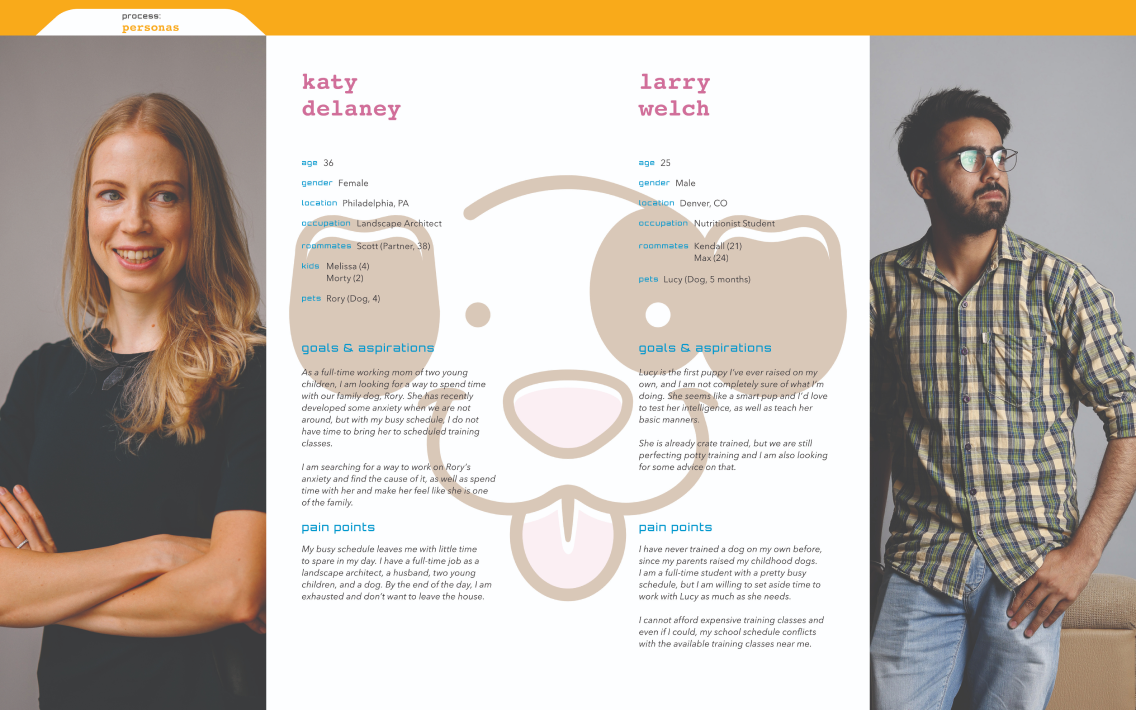 process:
personas
katy
delaney
age 36
gender Female
location Philadelphia, PA
occupation Landscape Architect
roommates Scott (Partner, 38)
kids Melissa (4)
Morty (2)
pets Rory (Dog, 4)
goals & aspirations
As a full-time working mom of two young
children, I am looking for a way to spend time
with our family dog, Rory. She has recently
developed some anxiety when we are not
around, but with my busy schedule, I do not
have time to bring her to scheduled training
classes.
I am searching for a way to work on Rory's
anxiety and find the cause of it, as well as spend
time with her and make her feel like she is one
of the family.
pain points
My busy schedule leaves me with little time
to spare in my day. I have a full-time job as a
landscape architect, a husband, two young
children, and a dog. By the end of the day, I am
exhausted and don't want to leave the house.
larry
welch
age 25
gender Male
location Denver, CO
occupation Nutritionist Student
roommates Kendall (21)
Max (24)
pets Lucy (Dog, 5 months)
goals & aspirations
Lucy is the first puppy I've ever raised on my
own, and I am not completely sure of what I'm
doing. She seems like a smart pup and I'd love
to test her intelligence, as well as teach her
basic manners.
She is already crate trained, but we are still
perfecting potty training and I am also looking
for some advice on that.
pain points
I have never trained a dog on my own before,
since my parents raised my childhood dogs.
I am a full-time student with a pretty busy
schedule, but I am willing to set aside time to
work with Lucy as much as she needs.
I cannot afford expensive training classes and
even if I could, my school schedule conflicts
with the available training classes near me.